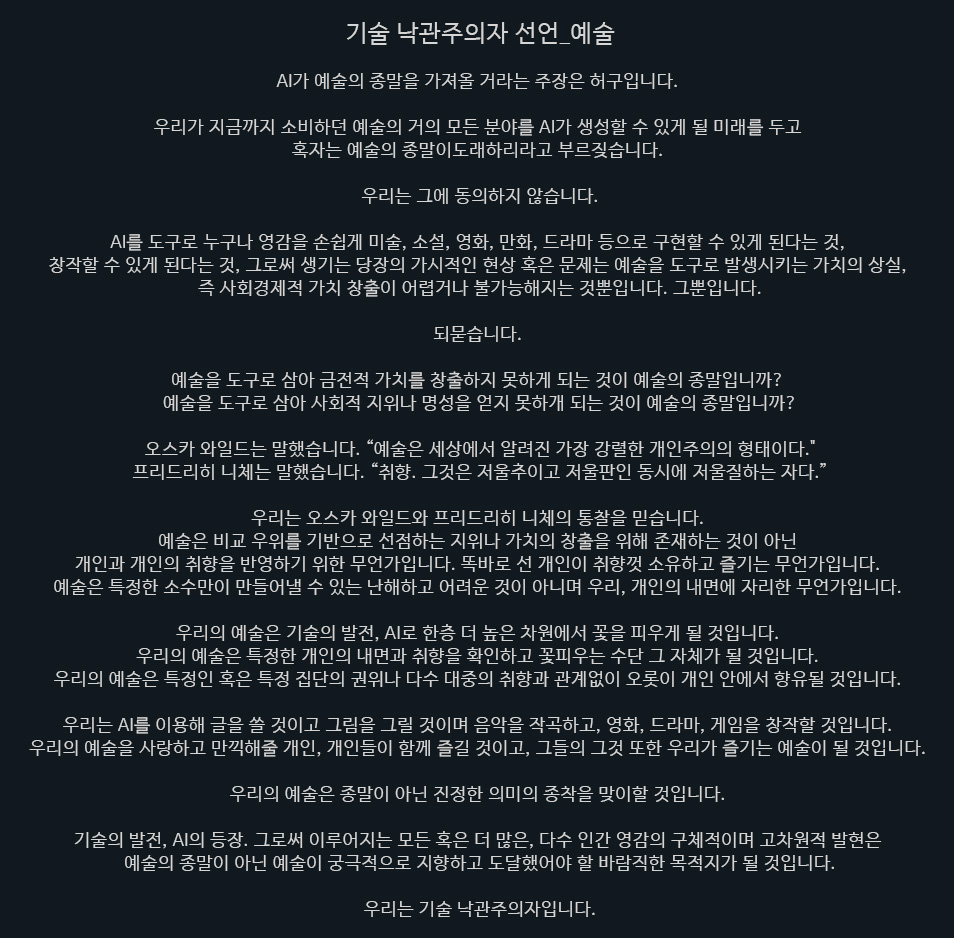 기술 낙관주의자 선언_예술
AI가 예술의 종말을 가져올 거라는 주장은 허구입니다.
우리가 지금까지 소비하던 예술의 거의 모든 분야를 AI가 생성할 수 있게 될 미래를 두고
혹자는 예술의 종말이도래하리라고 부르짖습니다.
우리는 그에 동의하지 않습니다.
AI를 도구로 누구나 영감을 손쉽게 미술, 소설, 영화, 만화, 드라마 등으로 구현할 수 있게 된다는 것,
창작할 수 있게 된다는 것, 그로써 생기는 당장의 가시적인 현상 혹은 문제는 예술을 도구로 발생시키는 가치의 상실,
즉 사회경제적 가치 창출이 어렵거나 불가능해지는 것뿐입니다. 그뿐입니다.
되묻습니다.
예술을 도구로 삼아 금전적 가치를 창출하지 못하게 되는 것이 예술의 종말입니까?
예술을 도구로 삼아 사회적 지위나 명성을 얻지 못하개 되는 것이 예술의 종말입니까?
오스카 와일드는 말했습니다. “예술은 세상에서 알려진 가장 강렬한 개인주의의 형태이다."
프리드리히 니체는 말했습니다. “취향. 그것은 저울추이고 저울판인 동시에 저울질하는 자다.”
우리는 오스카 와일드와 프리드리히 니체의 통찰을 믿습니다.
예술은 비교 우위를 기반으로 선점하는 지위나 가치의 창출을 위해 존재하는 것이 아닌
개인과 개인의 취향을 반영하기 위한 무언가입니다. 똑바로 선 개인이 취향껏 소유하고 즐기는 무언가입니다.
예술은 특정한 소수만이 만들어낼 수 있는 난해하고 어려운 것이 아니며 우리, 개인의 내면에 자리한 무언가입니다.
우리의 예술은 기술의 발전, AI로 한층 더 높은 차원에서 꽃을 피우게 될 것입니다.
우리의 예술은 특정한 개인의 내면과 취향을 확인하고 꽃피우는 수단 그 자체가 될 것입니다.
우리의 예술은 특정인 혹은 특정 집단의 권위나 다수 대중의 취향과 관계없이 오롯이 개인 안에서 향유될 것입니다.
우리는 AI를 이용해 글을 쓸 것이고 그림을 그릴 것이며 음악을 작곡하고, 영화, 드라마, 게임을 창작할 것입니다.
우리의 예술을 사랑하고 만끽해줄 개인, 개인들이 함께 즐길 것이고, 그들의 그것 또한 우리가 즐기는 예술이 될 것입니다.
우리의 예술은 종말이 아닌 진정한 의미의 종착을 맞이할 것입니다.
기술의 발전, AI의 등장. 그로써 이루어지는 모든 혹은 더 많은, 다수 인간 영감의 구체적이며 고차원적 발현은
예술의 종말이 아닌 예술이 궁극적으로 지향하고 도달했어야 할 바람직한 목적지가 될 것입니다.
우리는 기술 낙관주의자입니다.